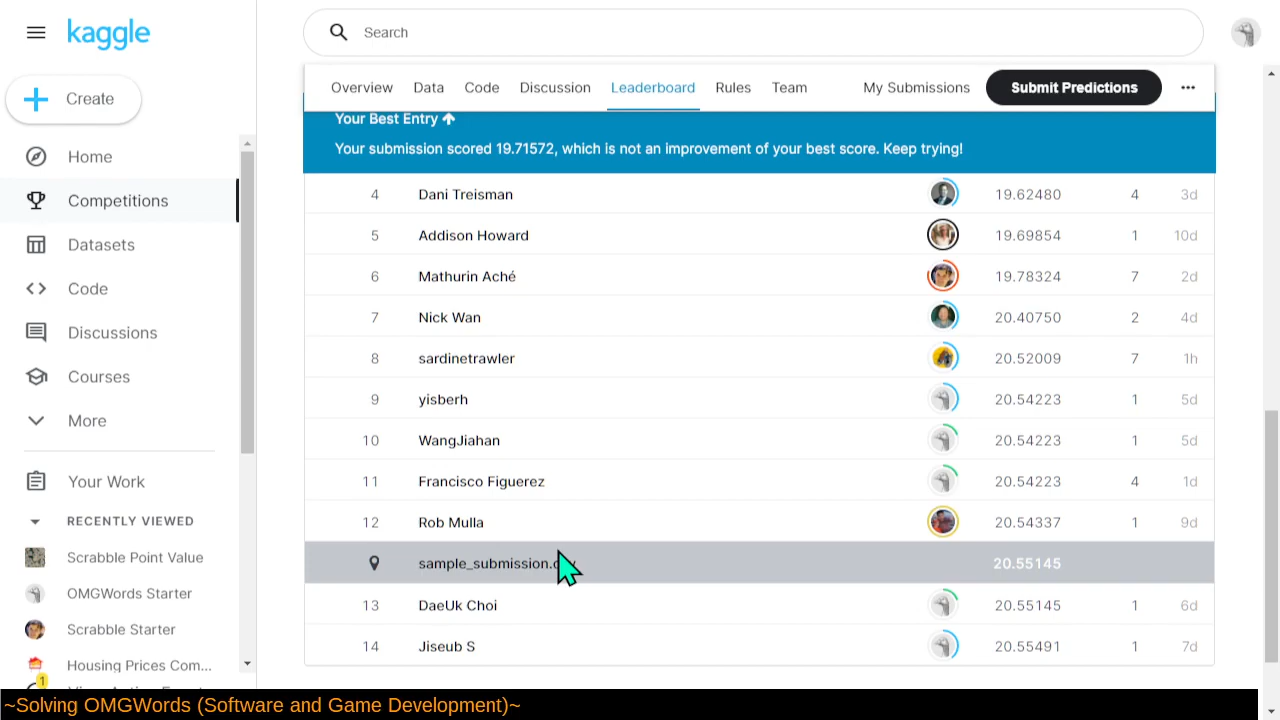 kaggle
Search
Create
Home
Competitions
Datasets
Code
Discussions
Courses
More
Your Work
RECENTLY VIEWED
Scrabble Point Value
OMGWords Starter
Scrabble Starter
Housing Prices Com...
1
Overview Data Code Discussion Leaderboard Rules Team My Submissions Submit Predictions
Your Best Entry
Your submission scored 19.71572, which is not an improvement of your best score. Keep trying!
4 Dani Treisman 19.62480 4 3d
5 Addison Howard 19.69854 1 10d
6 Mathurin Aché 19.78324 7 2d
7 Nick Wan 20.40750 2 4d
8 sardinetrawler 20.52009 7 1h
9 yisberh 20.54223 1 5d
10 WangJiahan 20.54223 1 5d
11 Francisco Figuerez 20.54223 4 1d
12 Rob Mulla 20.54337 1 9d
sample_submission. 20.55145
13 DaeUk Choi 20.55145 1 6d
14 Jiseub S 20.55491 1 7d
~Solving OMGWords (Software and Game Development)~